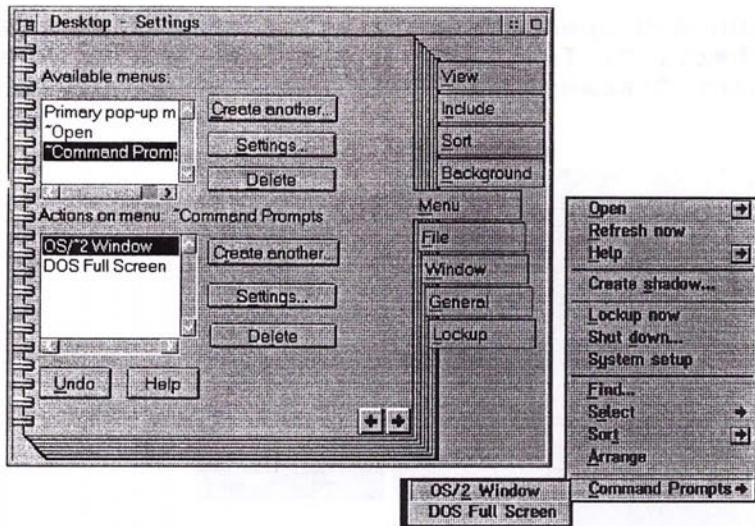 Desktop - Settings
Available menus:
Primary pop-up m
~Open
~Command Promp
Create another...
Settings...
Delete
Actions on menu: ~Command Prompts
OS/~2 Window
DOS Full Screen
Create another...
Settings...
Delete
Undo
Help
View
Include
Sort
Background
Menu
File
Window
General
Lockup
Open
Refresh now
Help
Create shadow...
Lockup now
Shut down...
System setup
Find...
Select
Sort
Arrange
Command Prompts
OS/2 Window
DOS Full Screen